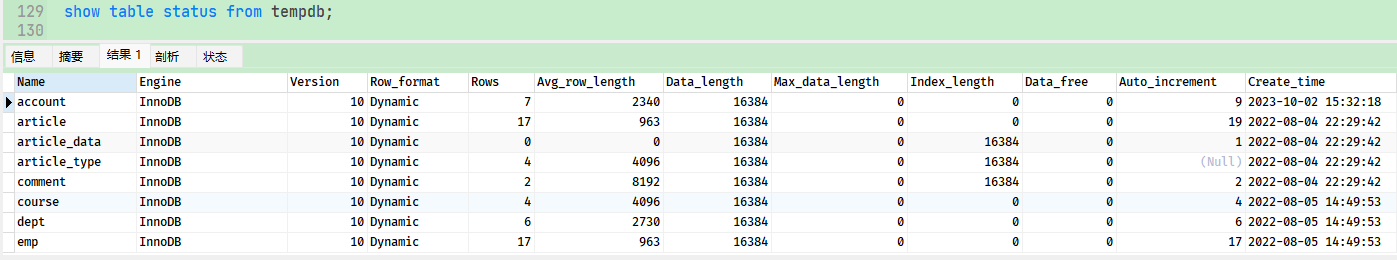 129 show table status from tempdb;
130
信息 摘要 结果 1 剖析 状态
Name Engine Version Row_format Rows Avg_row_length Data_length Max_data_length Index_length Data_free Auto_increment Create_time
account InnoDB 10 Dynamic 7 2340 16384 0 0 0 9 2023-10-02 15:32:18
article InnoDB 10 Dynamic 17 963 16384 0 0 0 19 2022-08-04 22:29:42
article_data InnoDB 10 Dynamic 0 0 16384 0 16384 0 1 2022-08-04 22:29:42
article_type InnoDB 10 Dynamic 4 4096 16384 0 16384 0 (Null) 2022-08-04 22:29:42
comment InnoDB 10 Dynamic 2 8192 16384 0 16384 0 2 2022-08-04 22:29:42
course InnoDB 10 Dynamic 4 4096 16384 0 0 0 4 2022-08-05 14:49:53
dept InnoDB 10 Dynamic 6 2730 16384 0 0 0 6 2022-08-05 14:49:53
emp InnoDB 10 Dynamic 17 963 16384 0 0 0 17 2022-08-05 14:49:53